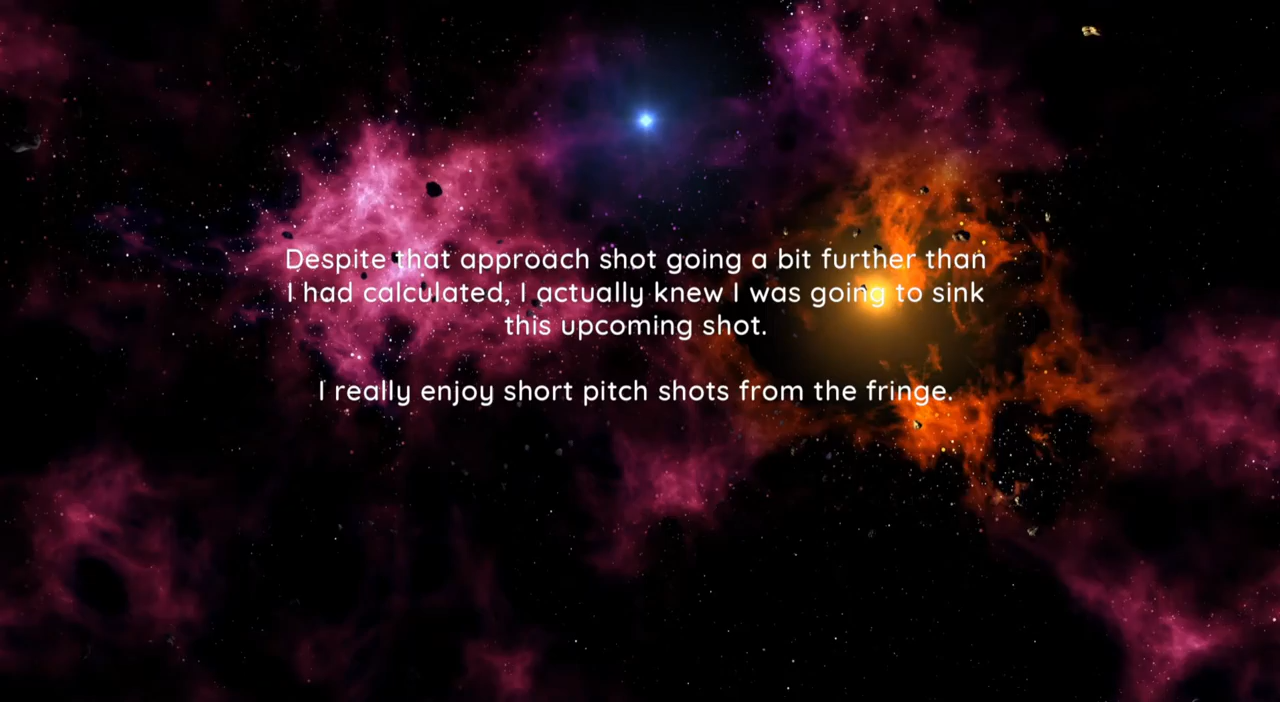 Despite that approach shot going a bit further than
I had calculated, I actually knew I was going to sink
this upcoming shot.
I really enjoy short pitch shots from the fringe.